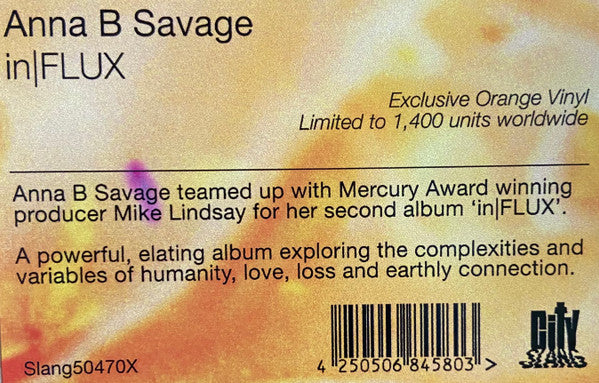 Anna B Savage
in|FLUX
Exclusive Orange Vinyl
Limited to 1,400 units worldwide
Anna B Savage teamed up with Mercury Award winning
producer Mike Lindsay for her second album ‘in|FLUX’.
A powerful, elating album exploring the complexities and
variables of humanity, love, loss and earthly connection.
Slang50470X
4 250506 845803 >
City
SLANG